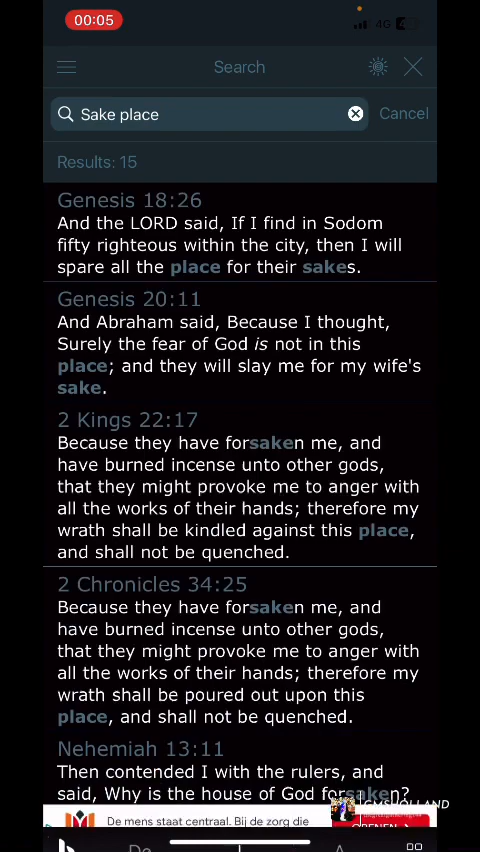 00:05
4G
Search
Sake place
Cancel
Results: 15
Genesis 18:26
And the LORD said, If I find in Sodom
fifty righteous within the city, then I will
spare all the place for their sakes.
Genesis 20:11
And Abraham said, Because I thought,
Surely the fear of God is not in this
place; and they will slay me for my wife's
sake.
2 Kings 22:17
Because they have forsaken me, and
have burned incense unto other gods,
that they might provoke me to anger with
all the works of their hands; therefore my
wrath shall be kindled against this place,
and shall not be quenched.
2 Chronicles 34:25
Because they have forsaken me, and
have burned incense unto other gods,
that they might provoke me to anger with
all the works of their hands; therefore my
wrath shall be poured out upon this
place, and shall not be quenched.
Nehemiah 13:11
Then contended I with the rulers, and
said, Why is the house of God forsaken?
De mens staat centraal. Bij de zorg die